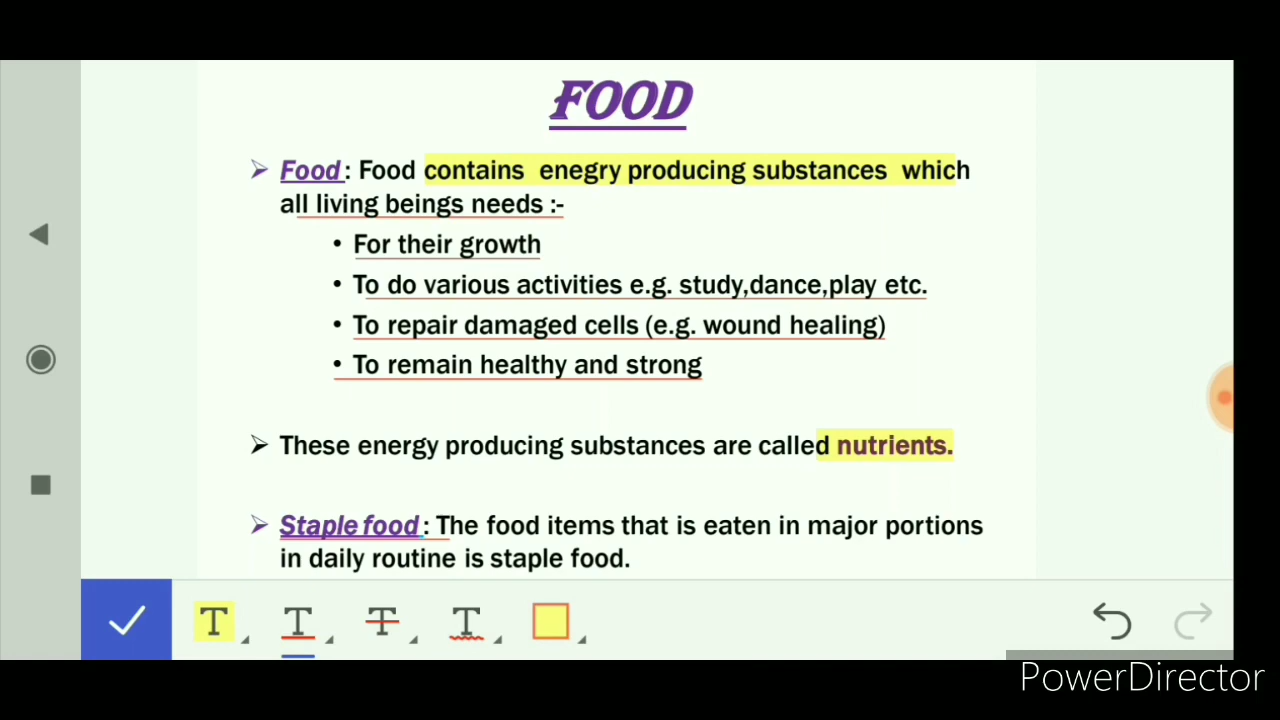 FOOD
➢ Food : Food contains enegry producing substances which
all living beings needs :-
• For their growth
• To do various activities e.g. study,dance,play etc.
• To repair damaged cells (e.g. wound healing)
• To remain healthy and strong
➢ These energy producing substances are called nutrients.
➢ Staple food : The food items that is eaten in major portions
in daily routine is staple food.
T T T T
PowerDirector